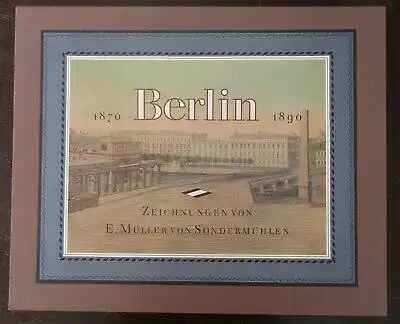 1870 Berlin 1890
ZEICHNUNGEN VON
E. MÜLLER VON SONDERMÜHLEN